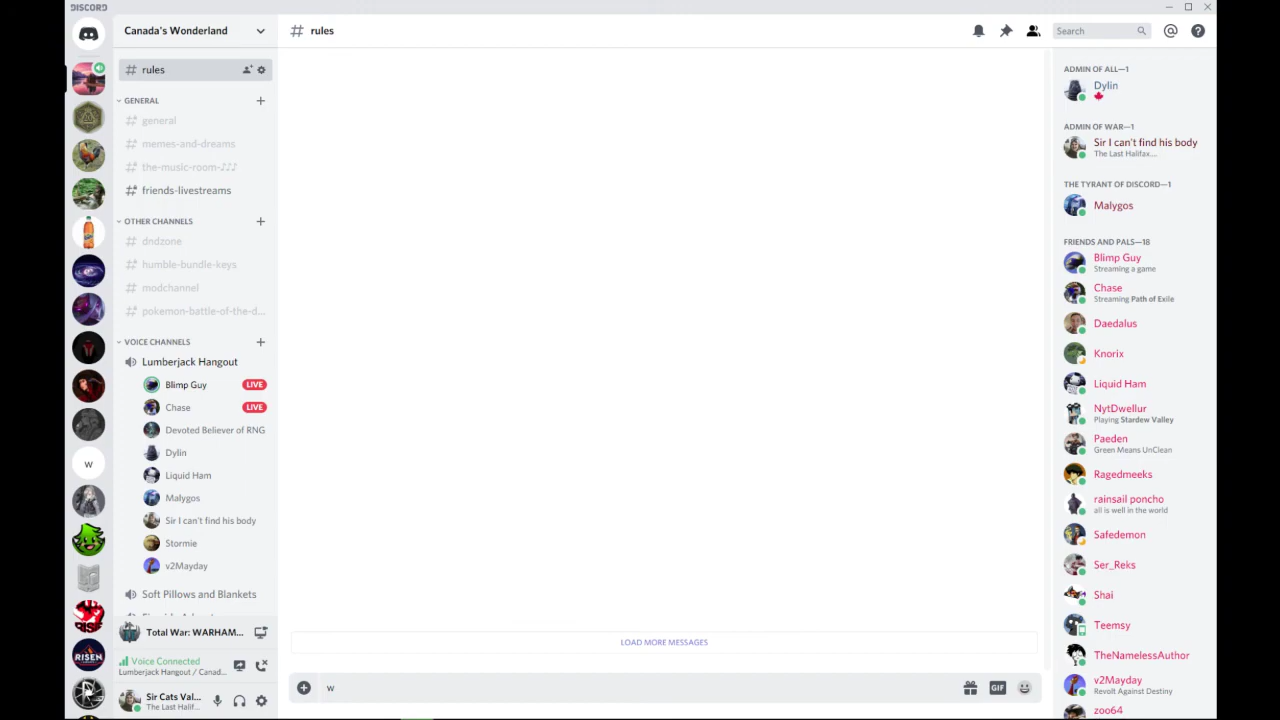 DISCORD
Canada's Wonderland
rules
GENERAL
general
memes-and-dreams
the-music-room-♪♪♪
friends-livestreams
OTHER CHANNELS
dndzone
humble-bundle-keys
modchannel
pokemon-battle-of-the-d...
VOICE CHANNELS
Lumberjack Hangout
Blimp Guy LIVE
Chase LIVE
Devoted Believer of RNG
Dylin
Liquid Ham
Malygos
Sir I can't find his body
Stormie
v2Mayday
Soft Pillows and Blankets
Total War: WARHAM...
Voice Connected
Lumberjack Hangout / Canad...
Sir Cats Val...
The Last Halif...
w
RISE
RISEN
# rules
Search
LOAD MORE MESSAGES
w
GIF
ADMIN OF ALL—1
Dylin
ADMIN OF WAR—1
Sir I can't find his body
The Last Halifax...
THE TYRANT OF DISCORD—1
Malygos
FRIENDS AND PALS—18
Blimp Guy
Streaming a game
Chase
Streaming Path of Exile
Daedalus
Knorix
Liquid Ham
NytDwellur
Playing Stardew Valley
Paeden
Green Means UnClean
Ragedmeeks
rainsail poncho
all is well in the world
Safedemon
Ser_Reks
Shai
Teemsy
TheNamelessAuthor
v2Mayday
Revolt Against Destiny
zoo64